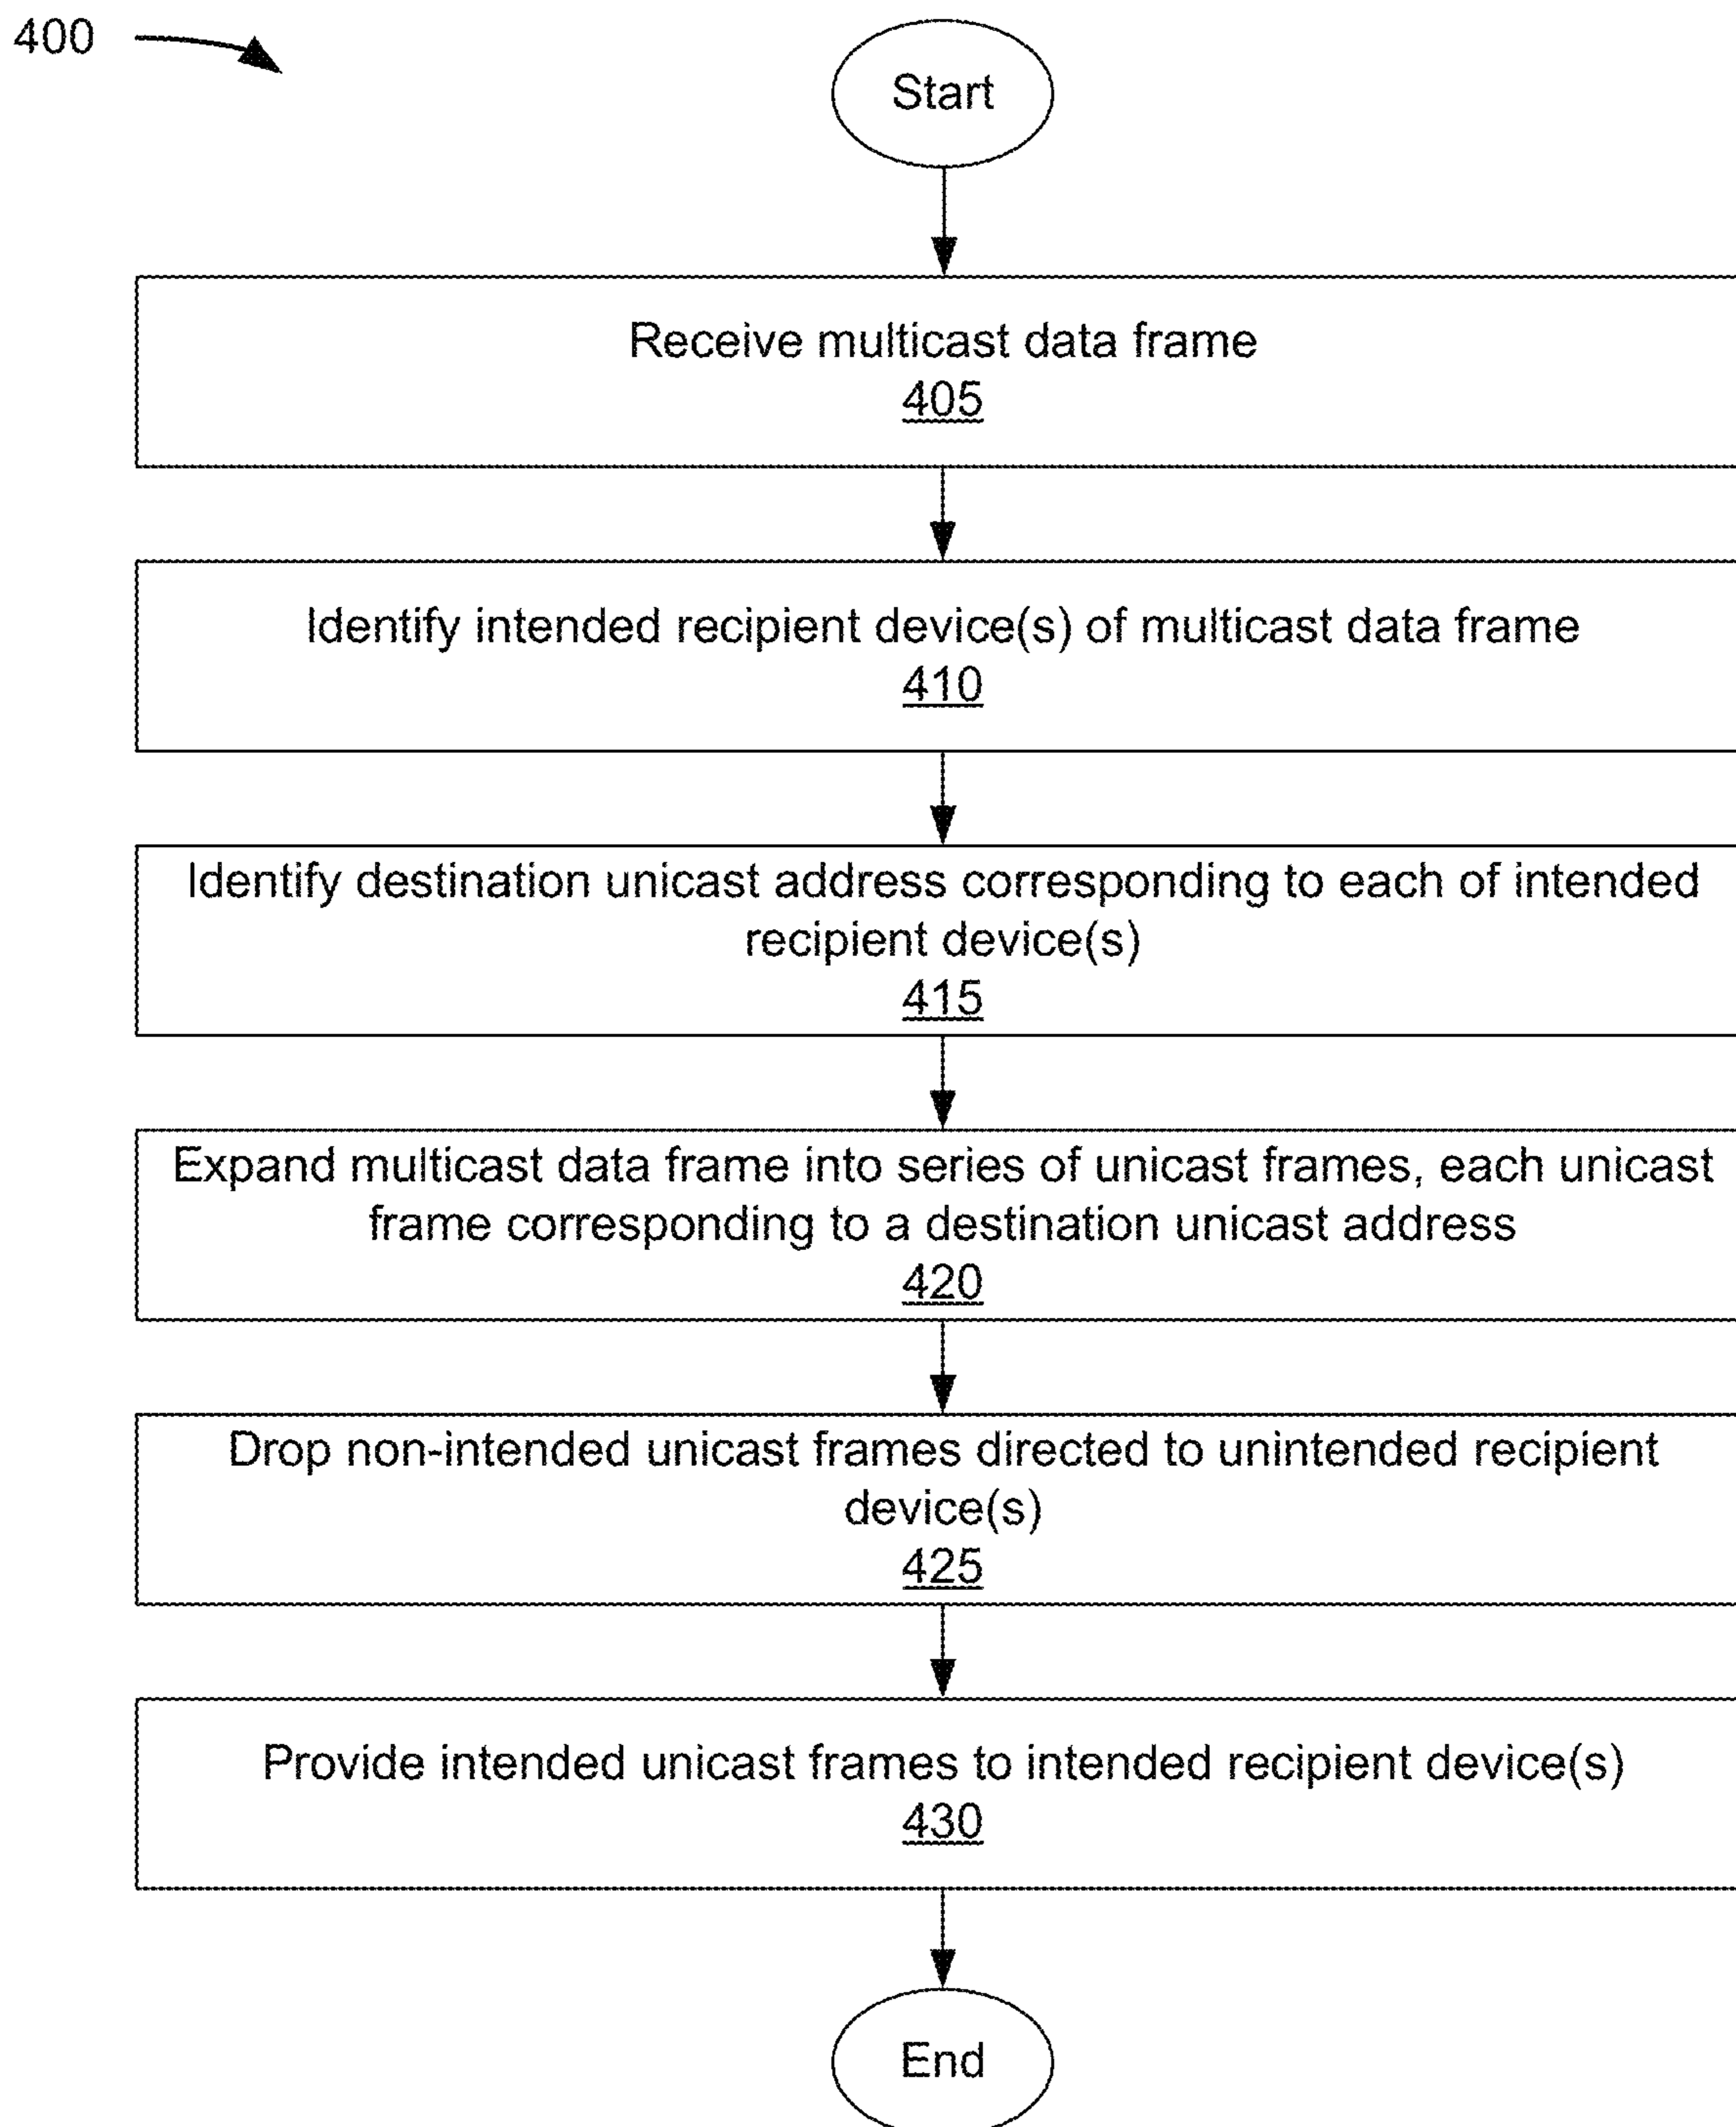 400
Start
Receive multicast data frame
405
Identify intended recipient device(s) of multicast data frame
410
Identify destination unicast address corresponding to each of intended
recipient device(s)
415
Expand multicast data frame into series of unicast frames, each unicast
frame corresponding to a destination unicast address
420
Drop non-intended unicast frames directed to unintended recipient
device(s)
425
Provide intended unicast frames to intended recipient device(s)
430
End